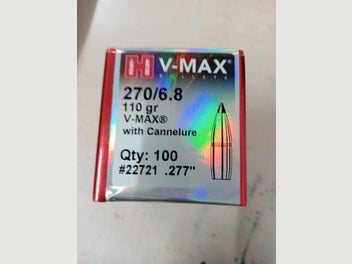 H V-MAX®
BULLETS
270/6.8
110 gr
V-MAX®
with Cannelure
Qty: 100
#22721 .277"